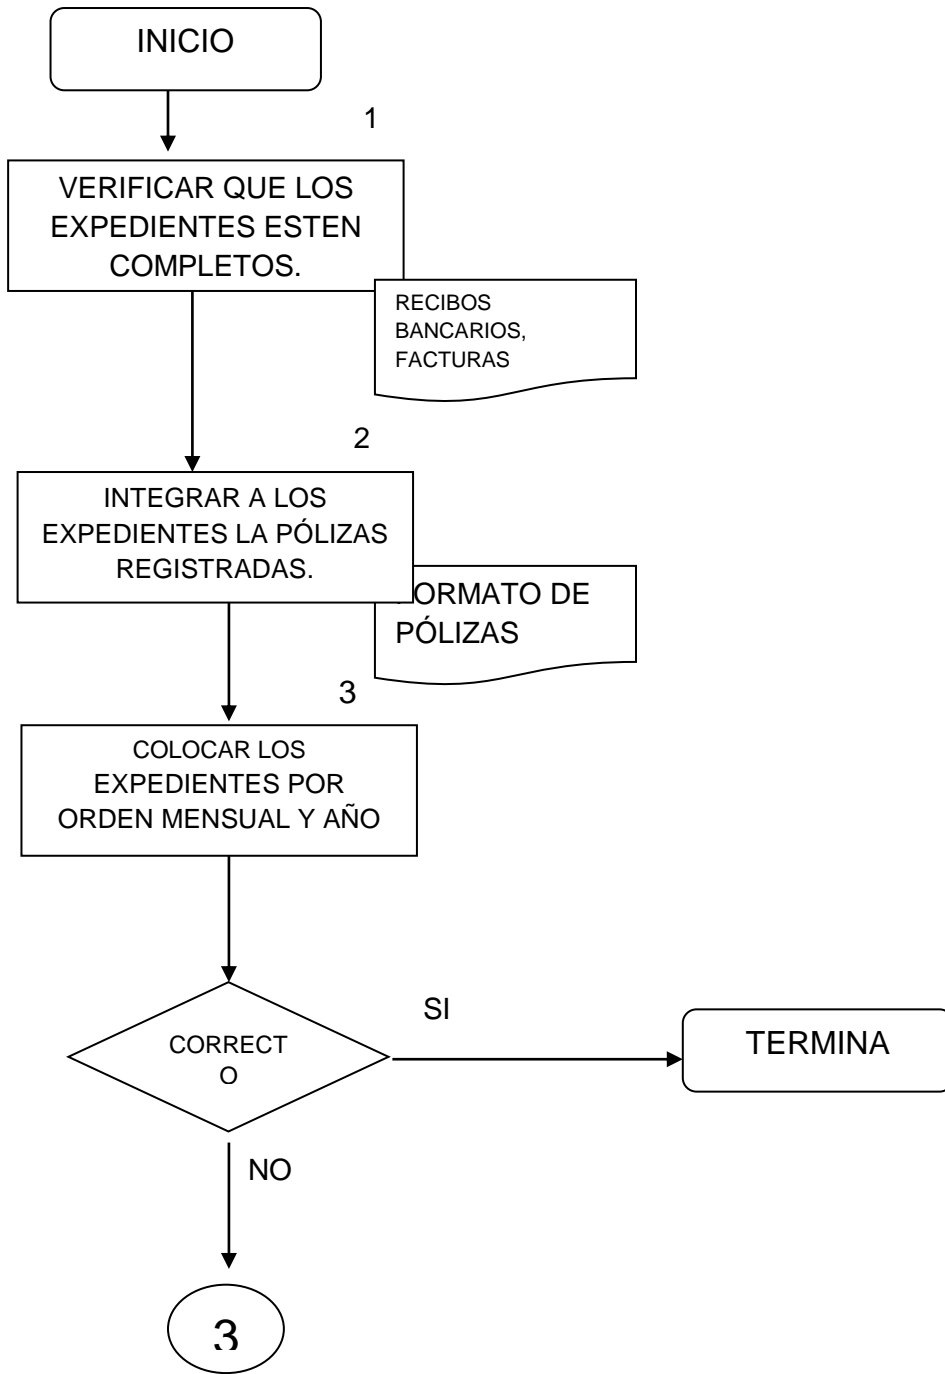 INICIO
1
VERIFICAR QUE LOS
EXPEDIENTES ESTEN
COMPLETOS.
RECIBOS
BANCARIOS,
FACTURAS
2
INTEGRAR A LOS
EXPEDIENTES LA PÓLIZAS
REGISTRADAS.
FORMATO DE
PÓLIZAS
3
COLOCAR LOS
EXPEDIENTES POR
ORDEN MENSUAL Y AÑO
SI
CORRECT
O
TERMINA
NO
3